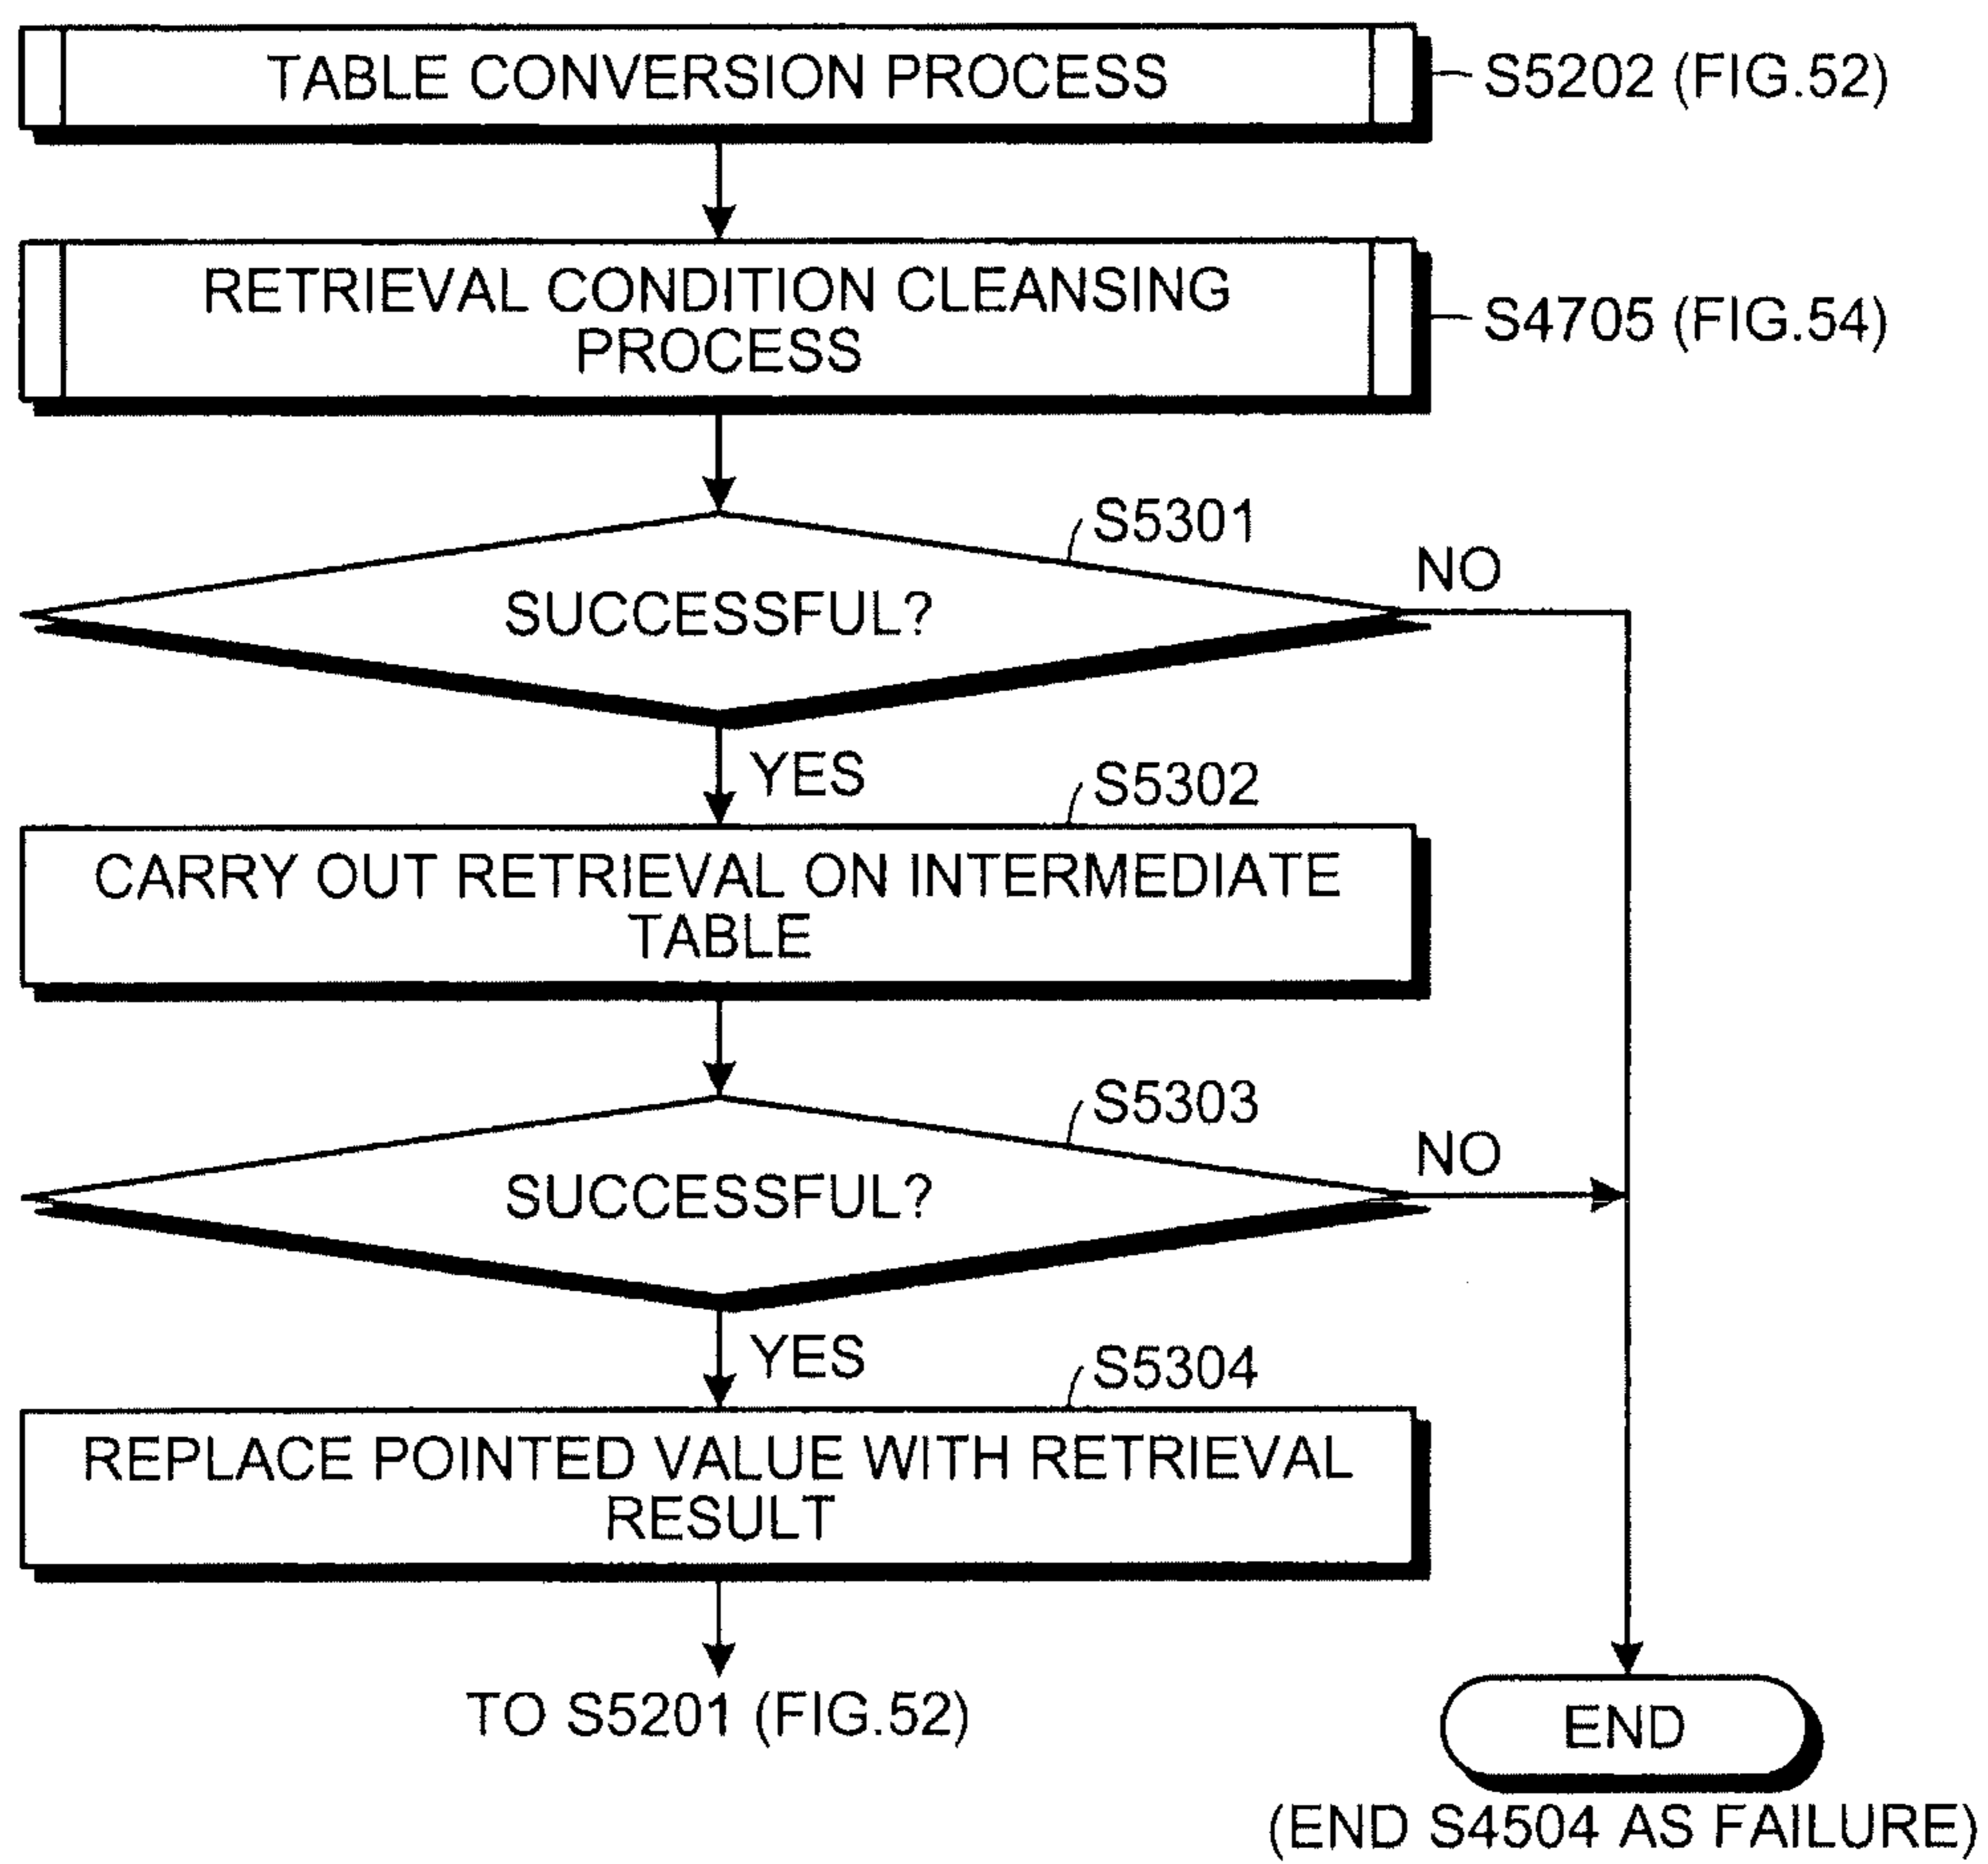 TABLE CONVERSION PROCESS
S5202 (FIG.52)
RETRIEVAL CONDITION CLEANSING
PROCESS
S4705 (FIG.54)
S5301
SUCCESSFUL?
NO
YES
S5302
CARRY OUT RETRIEVAL ON INTERMEDIATE
TABLE
S5303
SUCCESSFUL?
NO
YES
S5304
REPLACE POINTED VALUE WITH RETRIEVAL
RESULT
TO S5201 (FIG.52)
END
(END S4504 AS FAILURE)